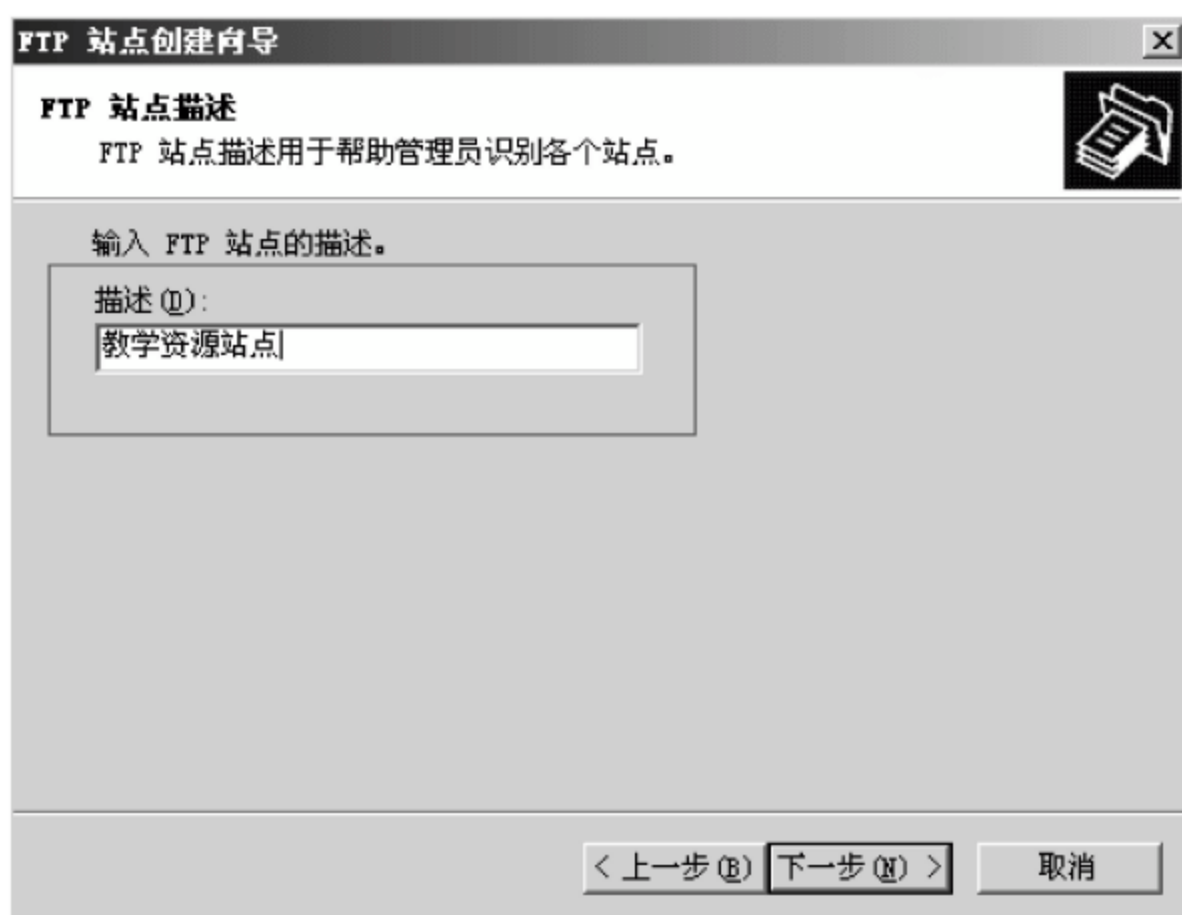 FTP 站点创建向导
FTP 站点描述
FTP 站点描述用于帮助管理员识别各个站点。
输入 FTP 站点的描述。
描述(D):
教学资源站点
< 上一步(B) 下一步(N) > 取消